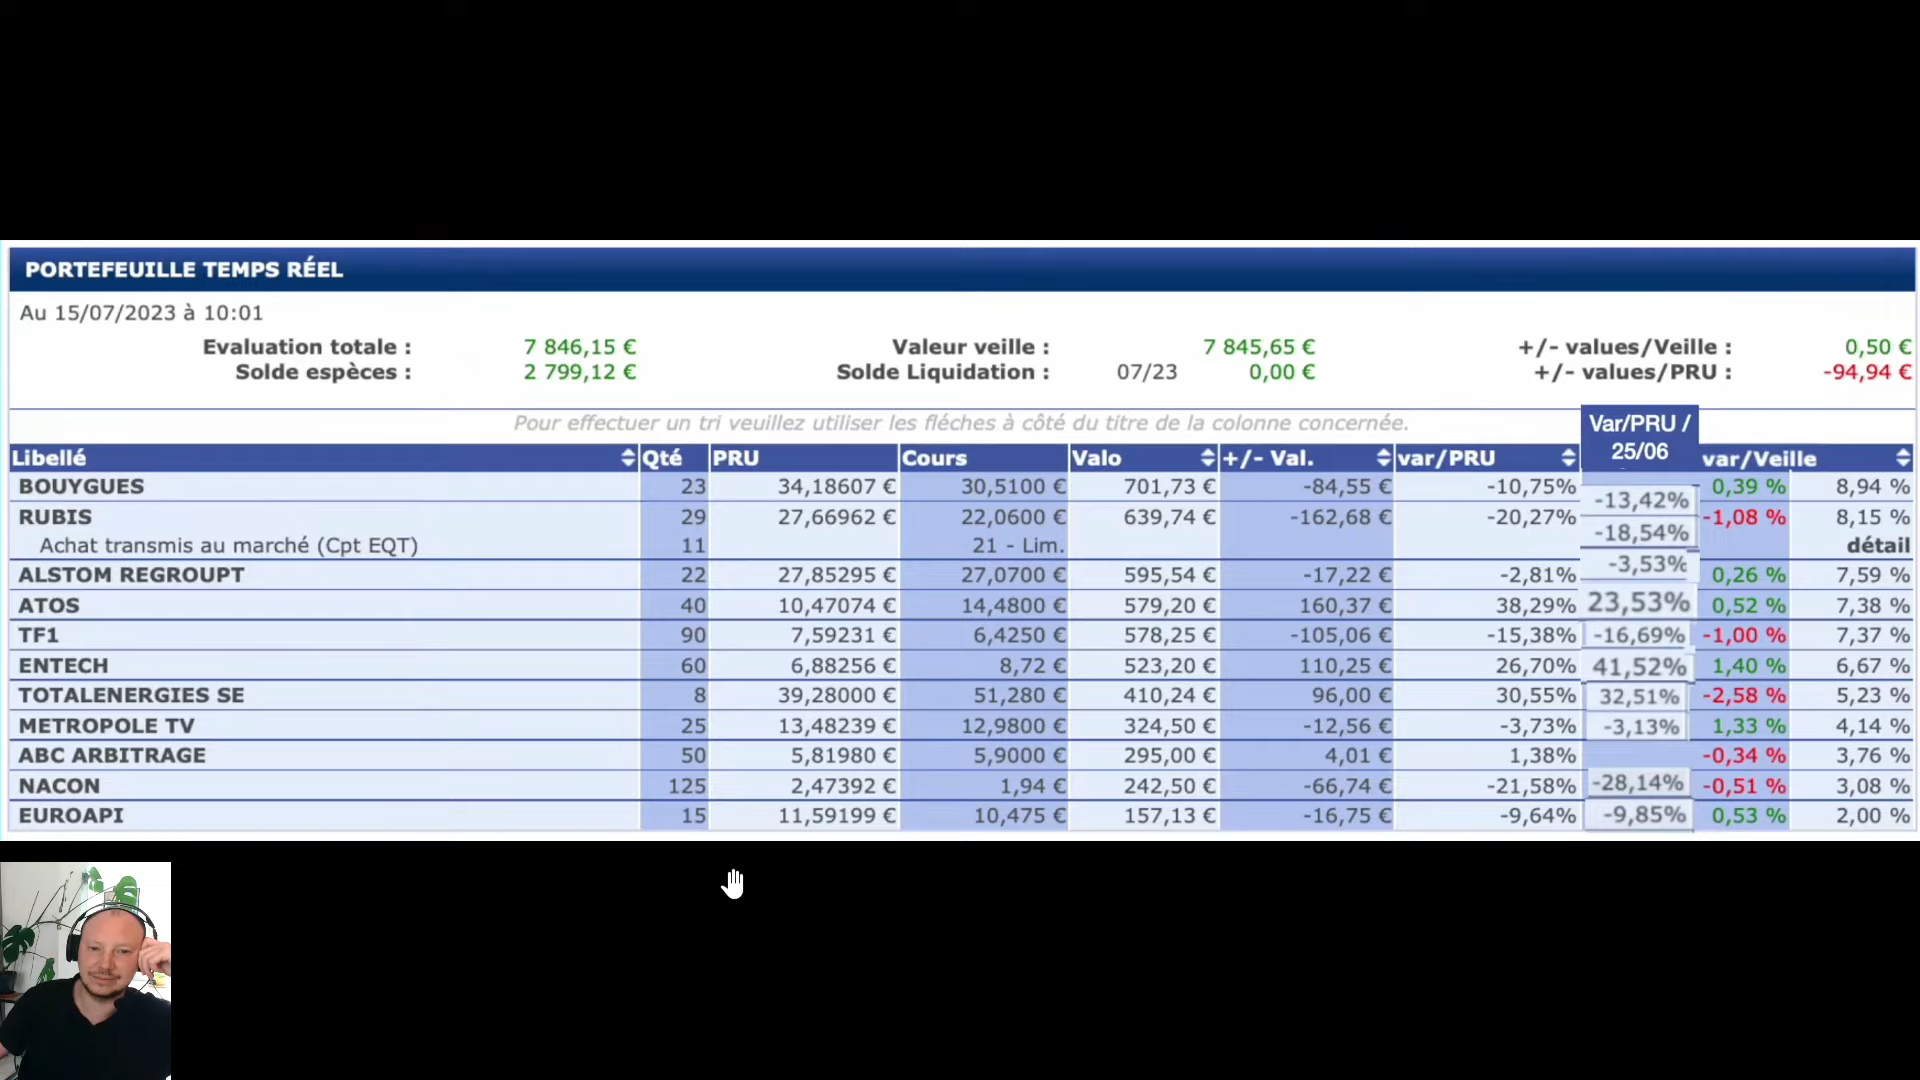 PORTEFEUILLE TEMPS RÉEL
Au 15/07/2023 à 10:01
Evaluation totale : 7 846,15 € Valeur veille : 7 845,65 € +/- values/Veille : 0,50 €
Solde espèces : 2 799,12 € Solde Liquidation : 07/23 0,00 € +/- values/PRU : -94,94 €
Pour effectuer un tri veuillez utiliser les fléches à côté du titre de la colonne concernée.
Libellé Qté PRU Cours Valo +/- Val. var/PRU Var/PRU / 25/06 var/Veille
BOUYGUES 23 34,18607 € 30,5100 € 701,73 € -84,55 € -10,75% -13,42% 0,39 % 8,94 %
RUBIS 29 27,66962 € 22,0600 € 639,74 € -162,68 € -20,27% -18,54% -1,08 % 8,15 %
Achat transmis au marché (Cpt EQT) 11 21 - Lim. détail
ALSTOM REGROUPT 22 27,85295 € 27,0700 € 595,54 € -17,22 € -2,81% -3,53% 0,26 % 7,59 %
ATOS 40 10,47074 € 14,4800 € 579,20 € 160,37 € 38,29% 23,53% 0,52 % 7,38 %
TF1 90 7,59231 € 6,4250 € 578,25 € -105,06 € -15,38% -16,69% -1,00 % 7,37 %
ENTECH 60 6,88256 € 8,72 € 523,20 € 110,25 € 26,70% 41,52% 1,40 % 6,67 %
TOTALENERGIES SE 8 39,28000 € 51,280 € 410,24 € 96,00 € 30,55% 32,51% -2,58 % 5,23 %
METROPOLE TV 25 13,48239 € 12,9800 € 324,50 € -12,56 € -3,73% -3,13% 1,33 % 4,14 %
ABC ARBITRAGE 50 5,81980 € 5,9000 € 295,00 € 4,01 € 1,38% -0,34 % 3,76 %
NACON 125 2,47392 € 1,94 € 242,50 € -66,74 € -21,58% -28,14% -0,51 % 3,08 %
EUROAPI 15 11,59199 € 10,475 € 157,13 € -16,75 € -9,64% -9,85% 0,53 % 2,00 %